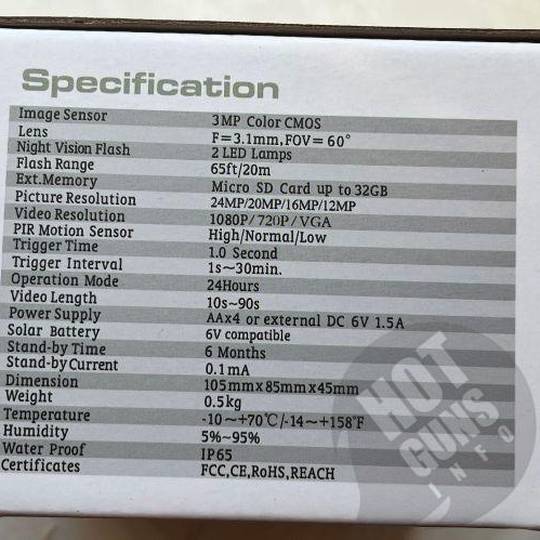 Specification
Image Sensor 3MP Color CMOS
Lens F=3.1mm,FOV= 60°
Night Vision Flash 2 LED Lamps
Flash Range 65ft/20m
Ext.Memory Micro SD Card up to 32GB
Picture Resolution 24MP/20MP/16MP/12MP
Video Resolution 1080P/720P/VGA
PIR Motion Sensor High/Normal/Low
Trigger Time 1.0 Second
Trigger Interval 1s~30min.
Operation Mode 24Hours
Video Length 10s~90s
Power Supply AAx4 or external DC 6V 1.5A
Solar Battery 6V compatible
Stand-by Time 6 Months
Stand-by Current 0.1mA
Dimension 105mmx85mmx45mm
Weight 0.5kg
Temperature -10~+70℃/-14~+158℉
Humidity 5%~95%
Water Proof IP65
Certificates FCC,CE,RoHS,REACH
HOT
GUNS
INFO